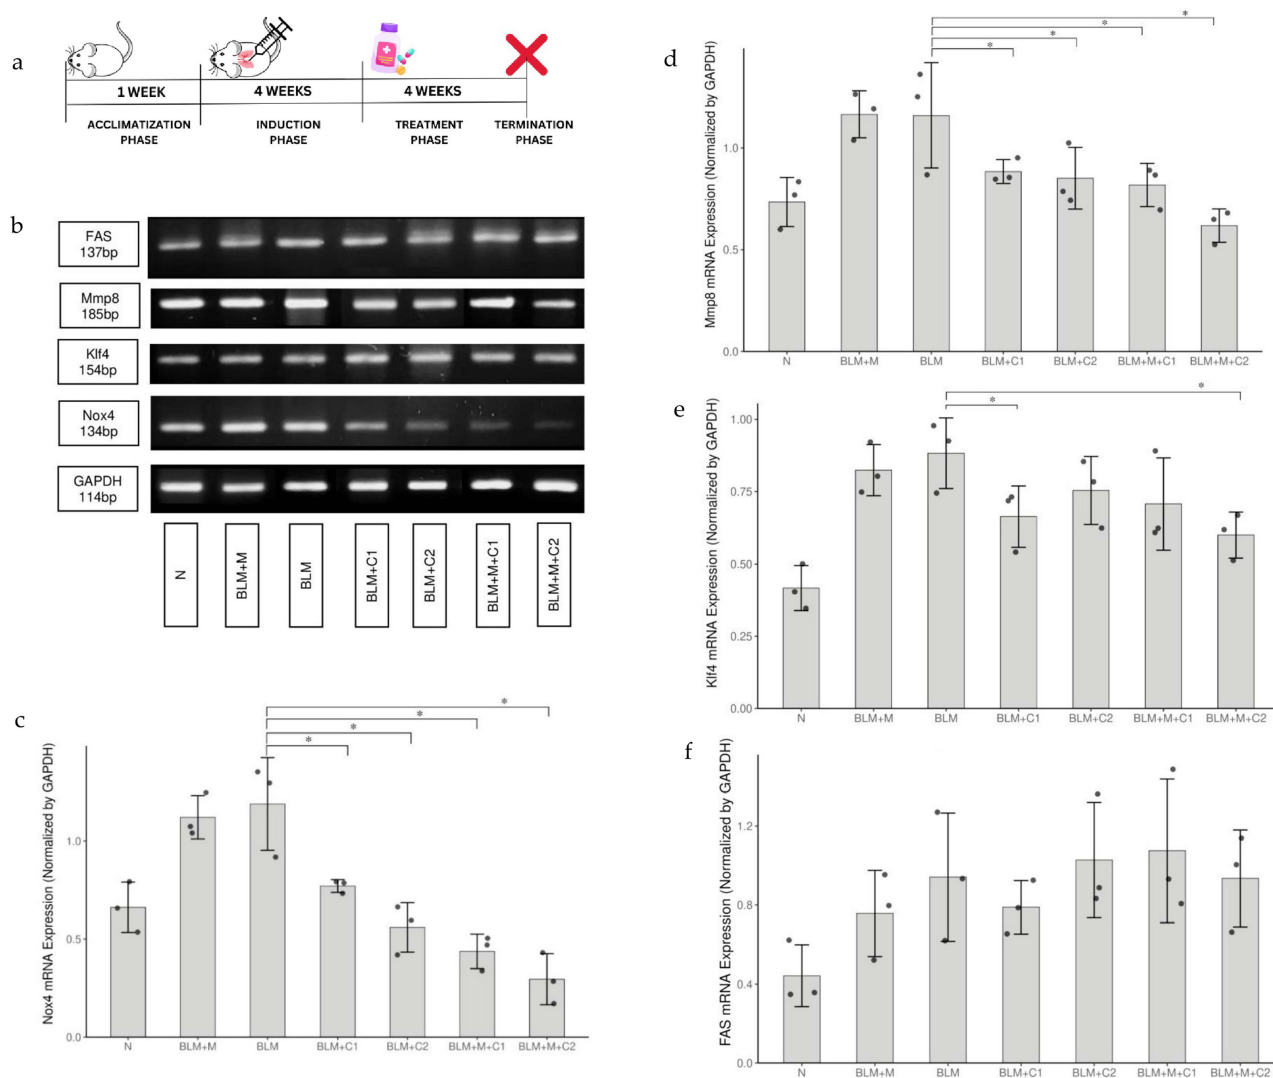 a
1 WEEK
4 WEEKS
4 WEEKS
ACCLIMATIZATION
PHASE
INDUCTION
PHASE
TREATMENT
PHASE
TERMINATION
PHASE
b
FAS
137bp
Mmp8
185bp
Klf4
154bp
Nox4
134bp
GAPDH
114bp
N
BLM+M
BLM
BLM+C1
BLM+C2
BLM+M+C1
BLM+M+C2
c
Nox4 mRNA Expression (Normalized by GAPDH)
1.0
0.5
0.0
*
*
*
*
N
BLM+M
BLM
BLM+C1
BLM+C2
BLM+M+C1
BLM+M+C2
d
Mmp8 mRNA Expression (Normalized by GAPDH)
1.0
0.5
0.0
*
*
*
*
N
BLM+M
BLM
BLM+C1
BLM+C2
BLM+M+C1
BLM+M+C2
e
Klf4 mRNA Expression (Normalized by GAPDH)
1.00
0.75
0.50
0.25
0.00
*
*
N
BLM+M
BLM
BLM+C1
BLM+C2
BLM+M+C1
BLM+M+C2
f
FAS mRNA Expression (Normalized by GAPDH)
1.2
0.8
0.4
0.0
N
BLM+M
BLM
BLM+C1
BLM+C2
BLM+M+C1
BLM+M+C2